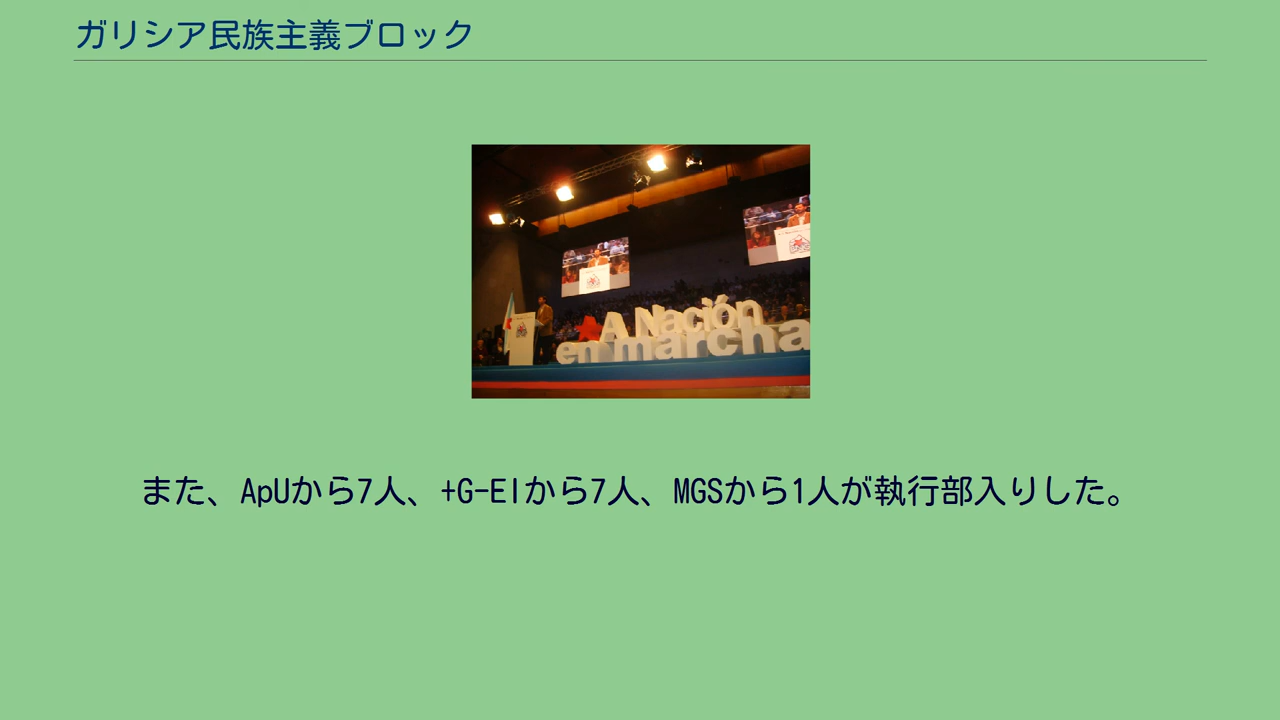 ガリシア民族主義ブロック
A Nación
en marcha
また、ApUから7人、+G-EIから7人、MGSから1人が執行部入りした。